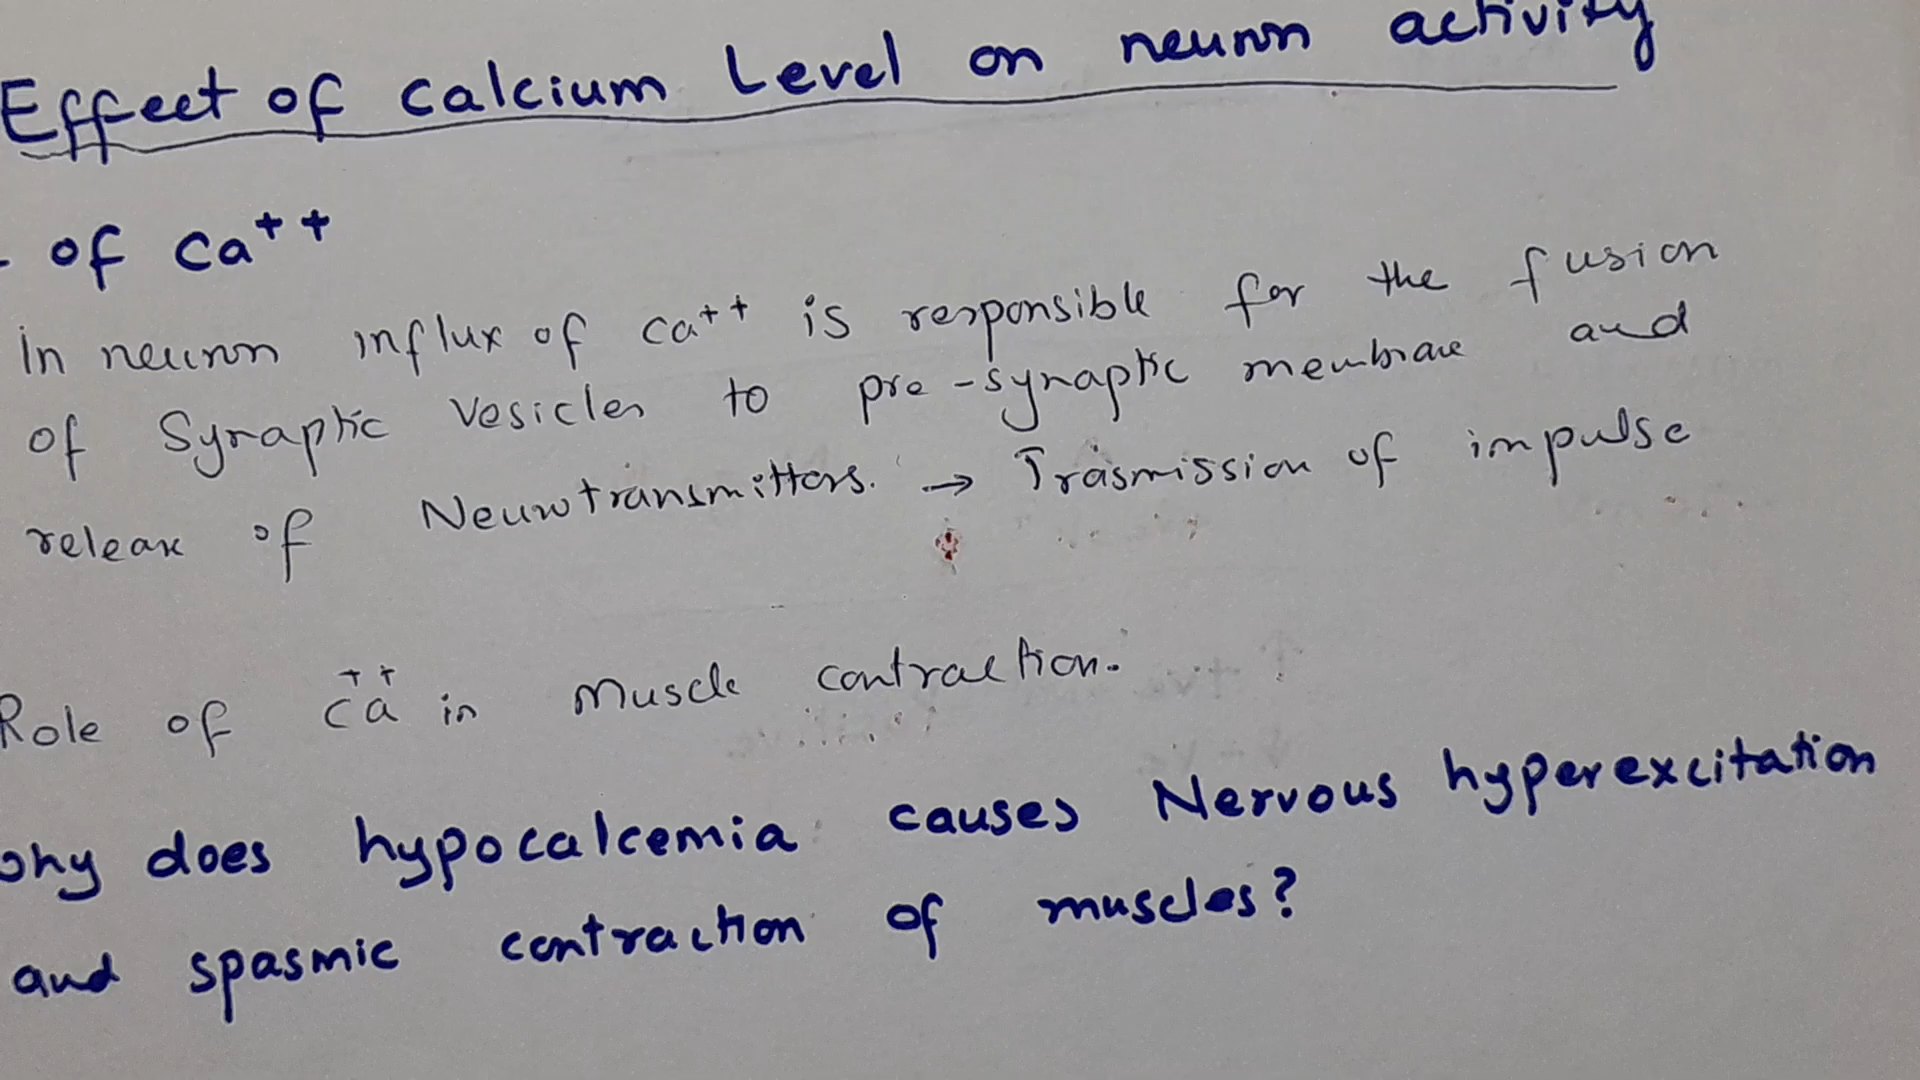 Effect of calcium Level on neuron activity
- of Ca++
In neuron influx of Ca++ is responsible for the fusion
of Synaptic vesicles to pre-synaptic membrane and
release of Neurotransmitters. → Trasmission of impulse
Role of Ca++ in Muscle contraction.
why does hypocalcemia causes Nervous hyperexcitation
and spasmic contraction of muscles?